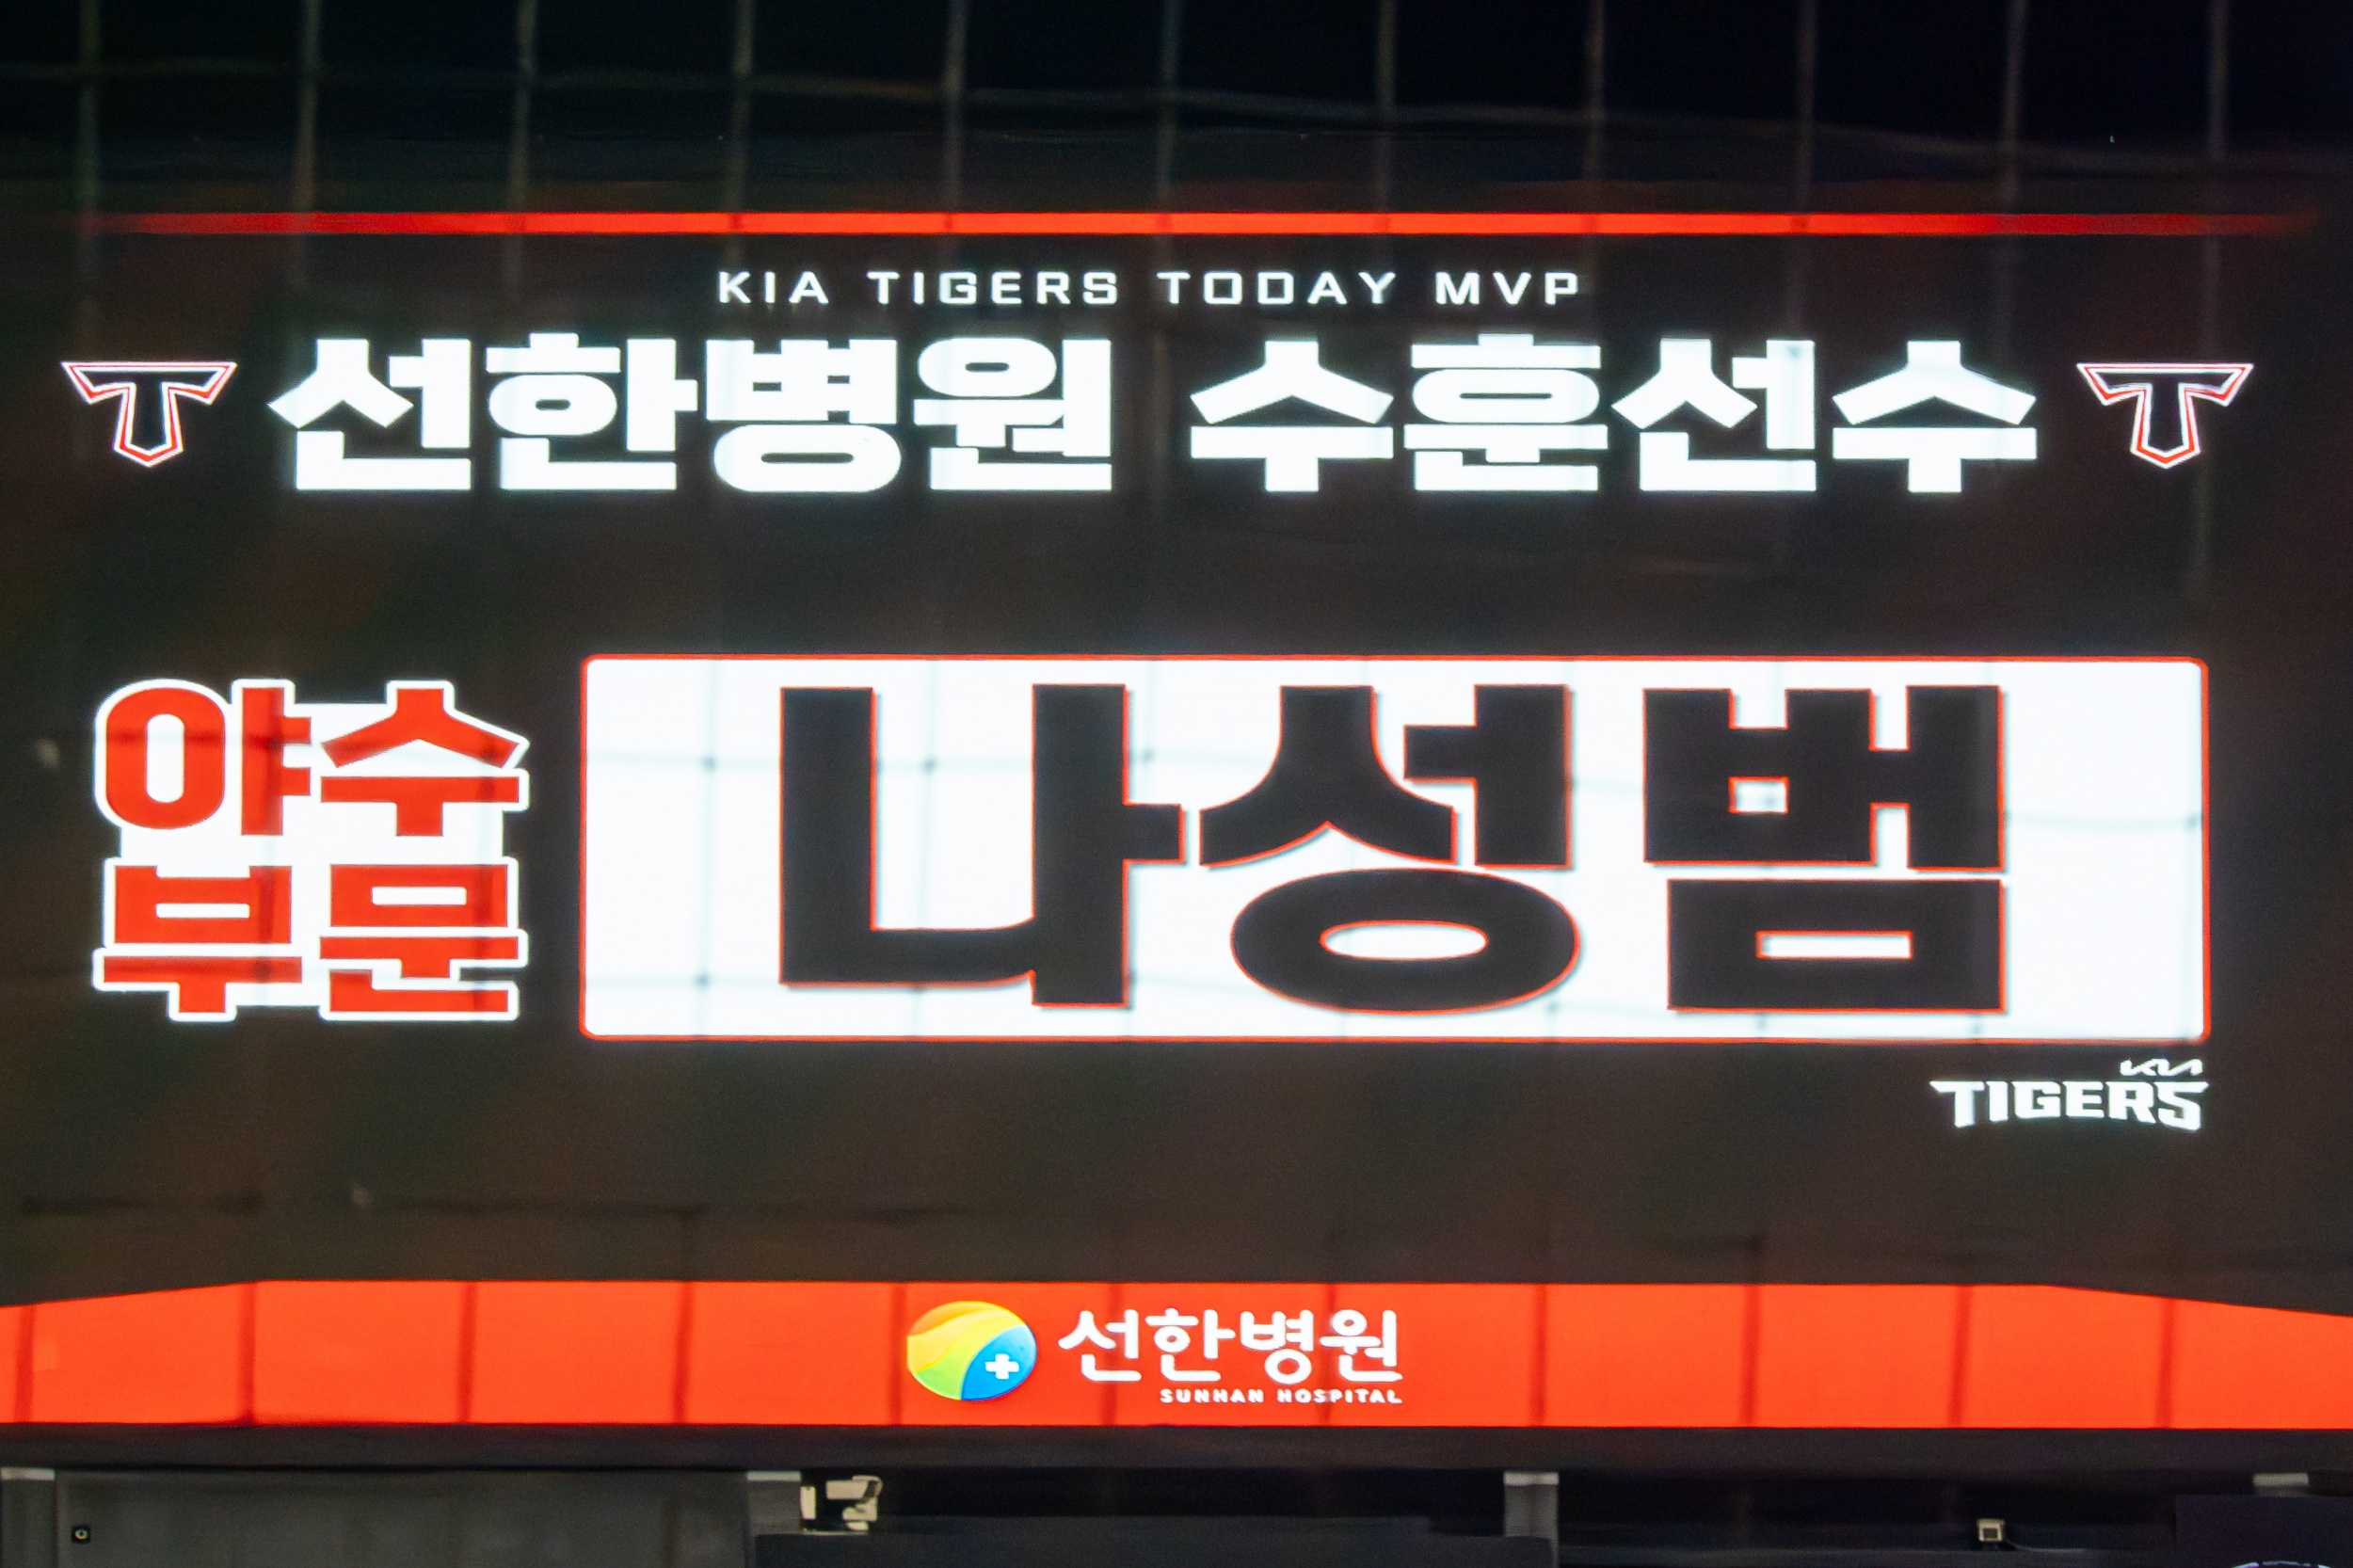 KIA TIGERS TODAY MVP
T 선한병원 수훈선수 T
야수
부문
나성범
KIA
TIGERS
선한병원
SUNHAN HOSPITAL